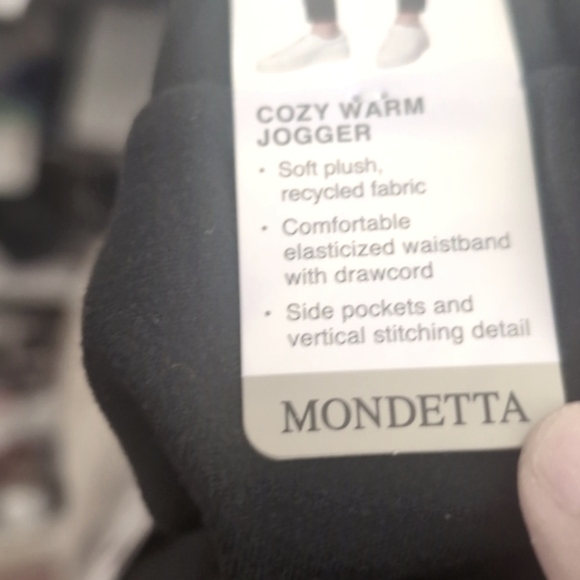 COZY WARM
JOGGER
• Soft plush,
recycled fabric
• Comfortable
elasticized waistband
with drawcord
• Side pockets and
vertical stitching detail
MONDETTA